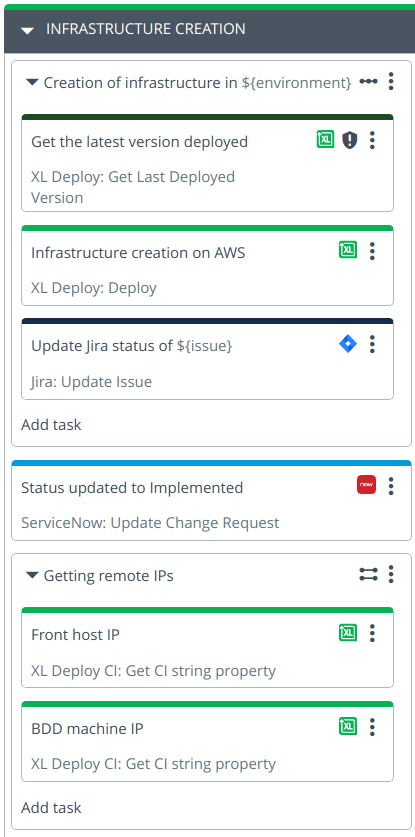 INFRASTRUCTURE CREATION
Creation of infrastructure in ${environment}
Get the latest version deployed
XL
XL Deploy: Get Last Deployed
Version
Infrastructure creation on AWS
XL
XL Deploy: Deploy
Update Jira status of ${issue}
Jira: Update Issue
Add task
Status updated to Implemented
now
ServiceNow: Update Change Request
Getting remote IPs
Front host IP
XL
XL Deploy CI: Get CI string property
BDD machine IP
XL
XL Deploy CI: Get CI string property
Add task